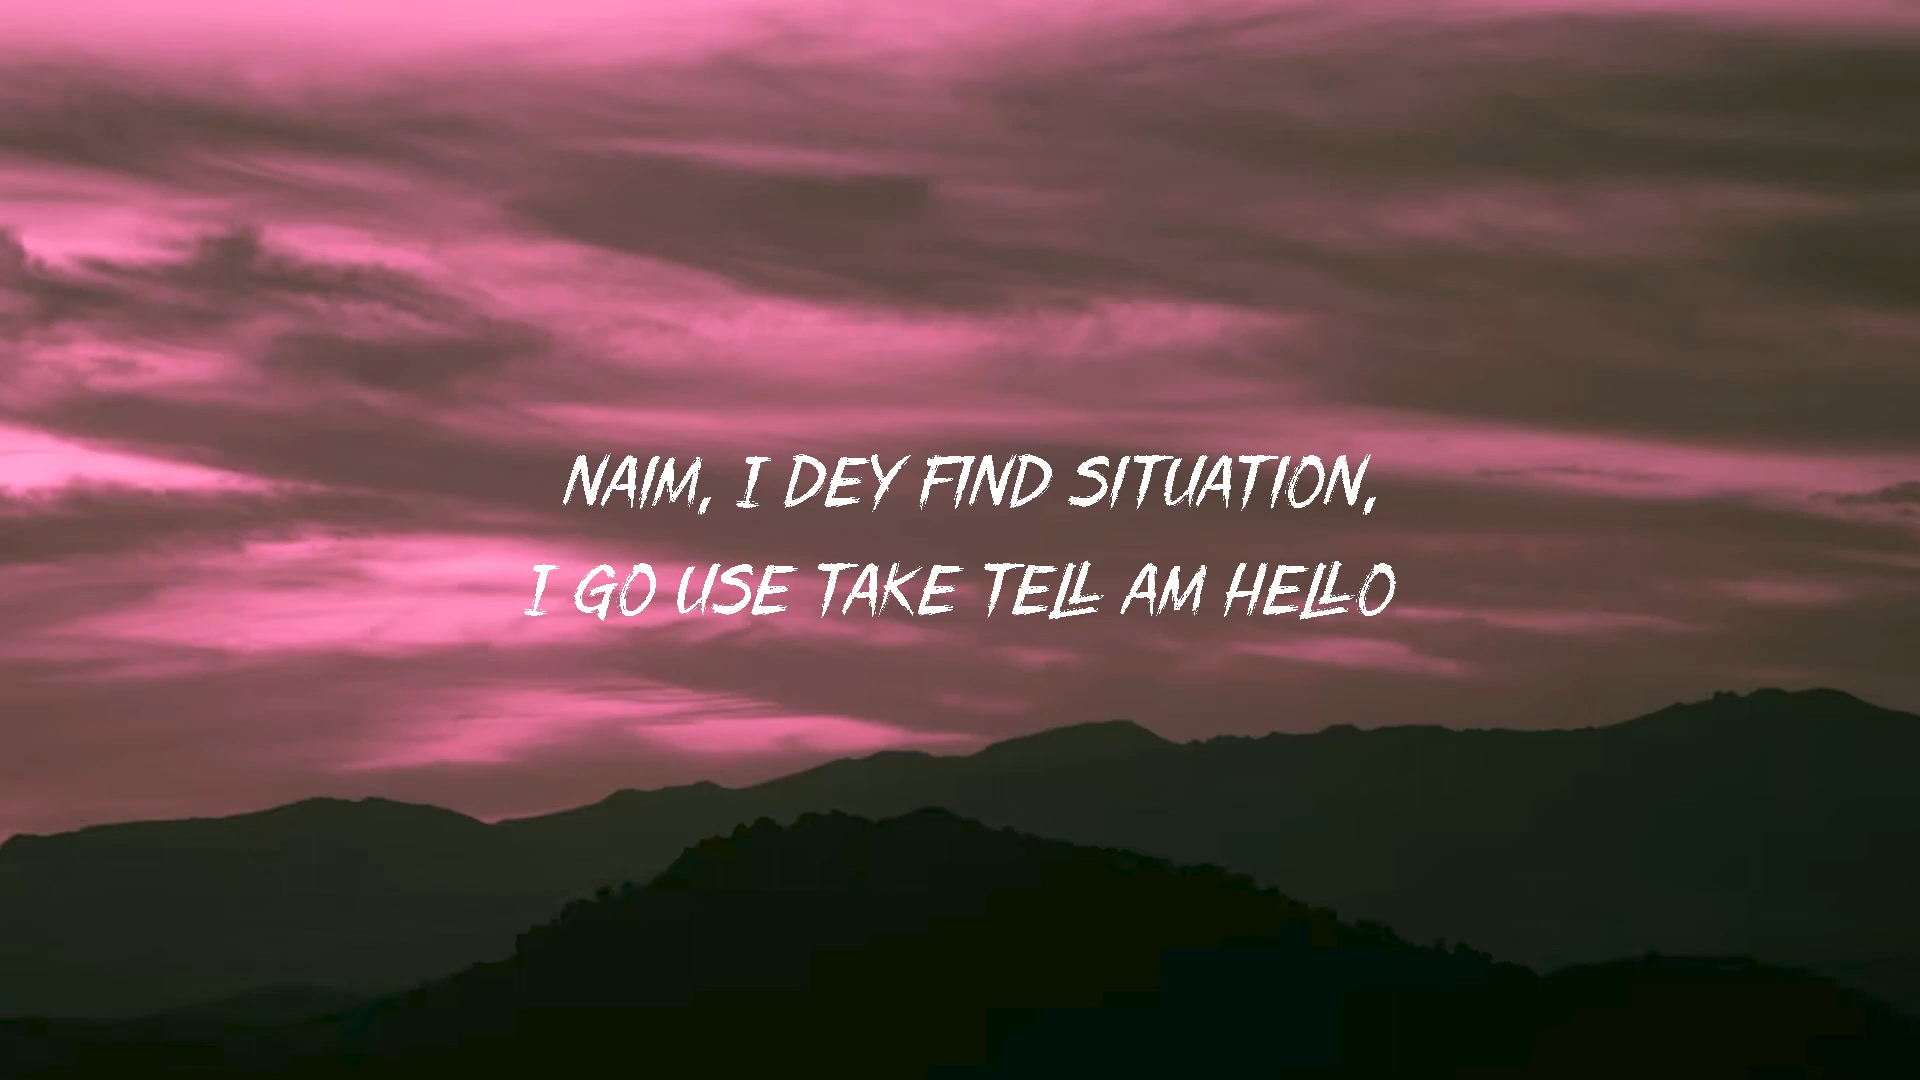 NAIM, I DEY FIND SITUATION,
I GO USE TAKE TELL AM HELLO